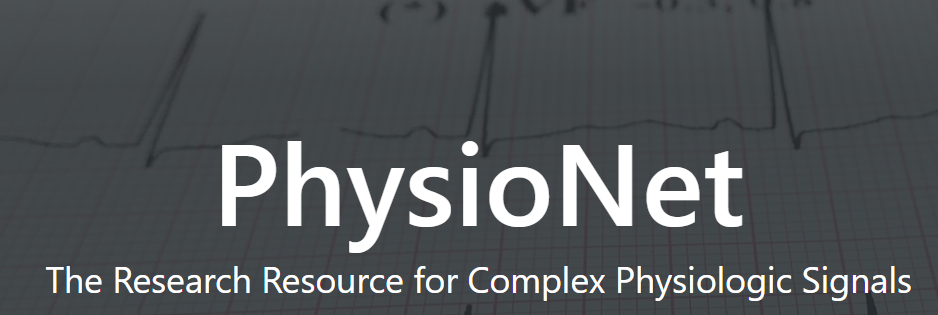 PhysioNet
The Research Resource for Complex Physiologic Signals